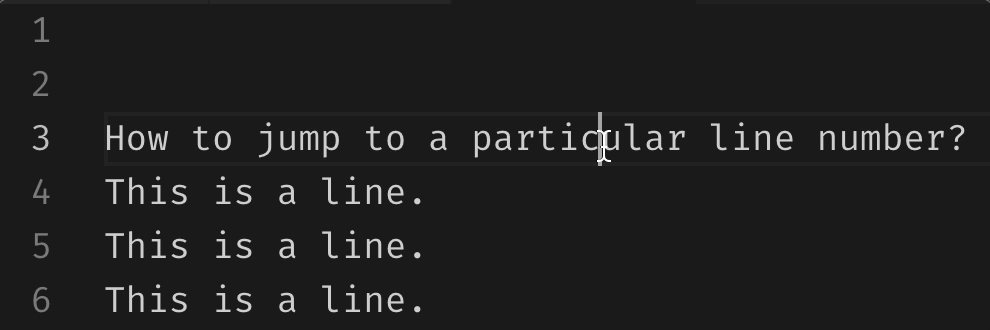 1
2
3 How to jump to a particular line number?
4 This is a line.
5 This is a line.
6 This is a line.